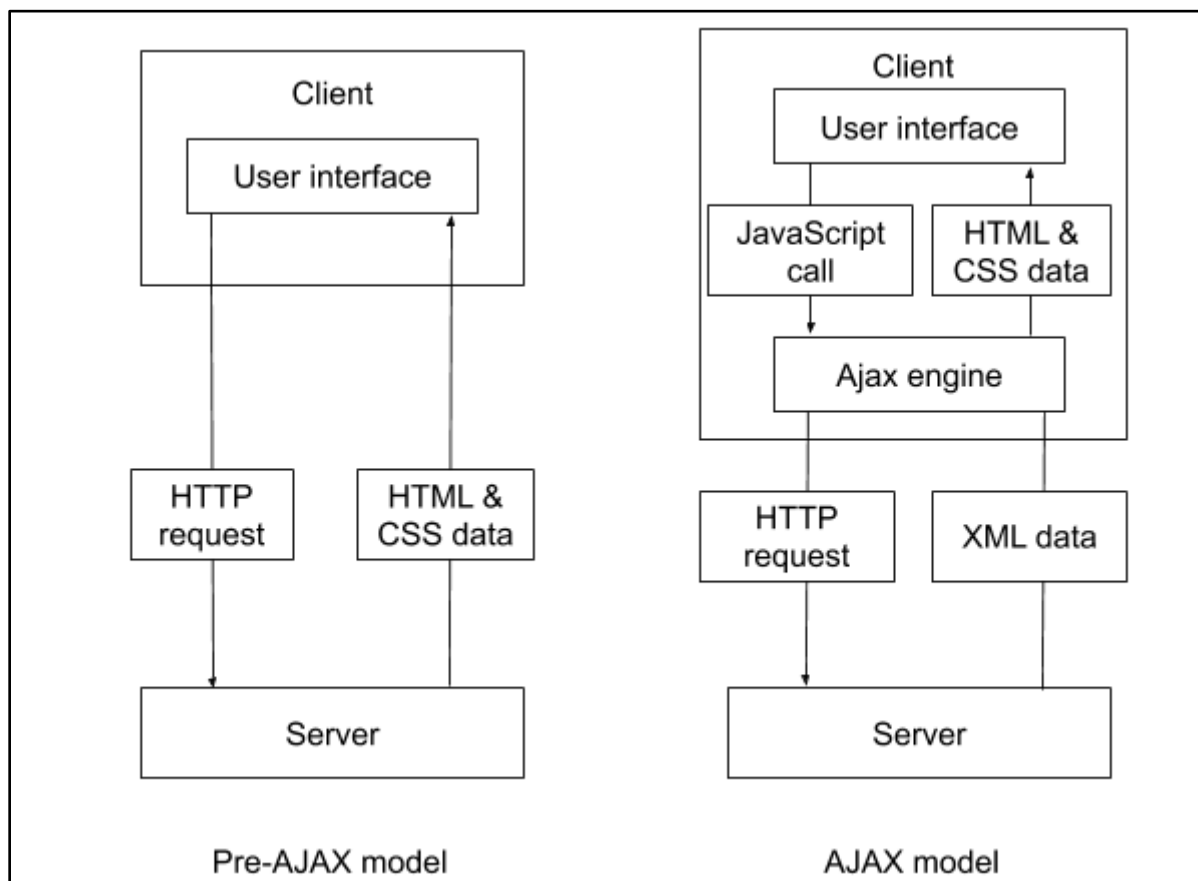 Client
User interface
HTTP
request
HTML &
CSS data
Server
Pre-AJAX model
Client
User interface
JavaScript
call
HTML &
CSS data
Ajax engine
HTTP
request
XML data
Server
AJAX model